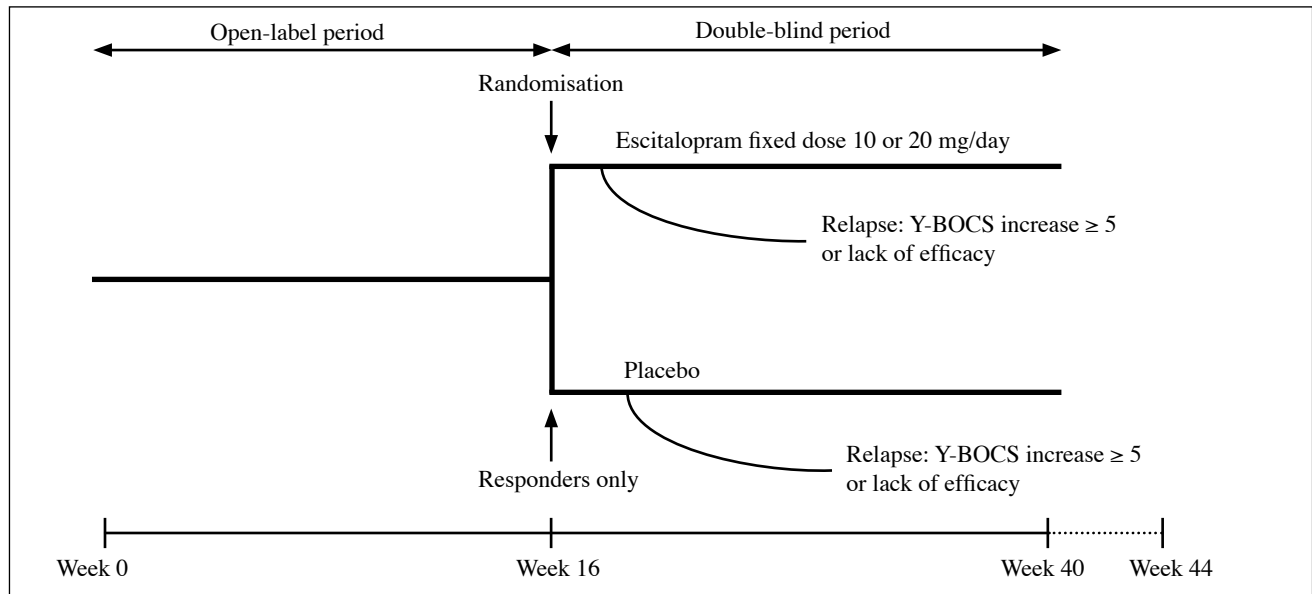 Open-label period
Double-blind period
Randomisation
Escitalopram fixed dose 10 or 20 mg/day
Relapse: Y-BOCS increase ≥ 5
or lack of efficacy
Placebo
Relapse: Y-BOCS increase ≥ 5
or lack of efficacy
Responders only
Week 0
Week 16
Week 40
Week 44